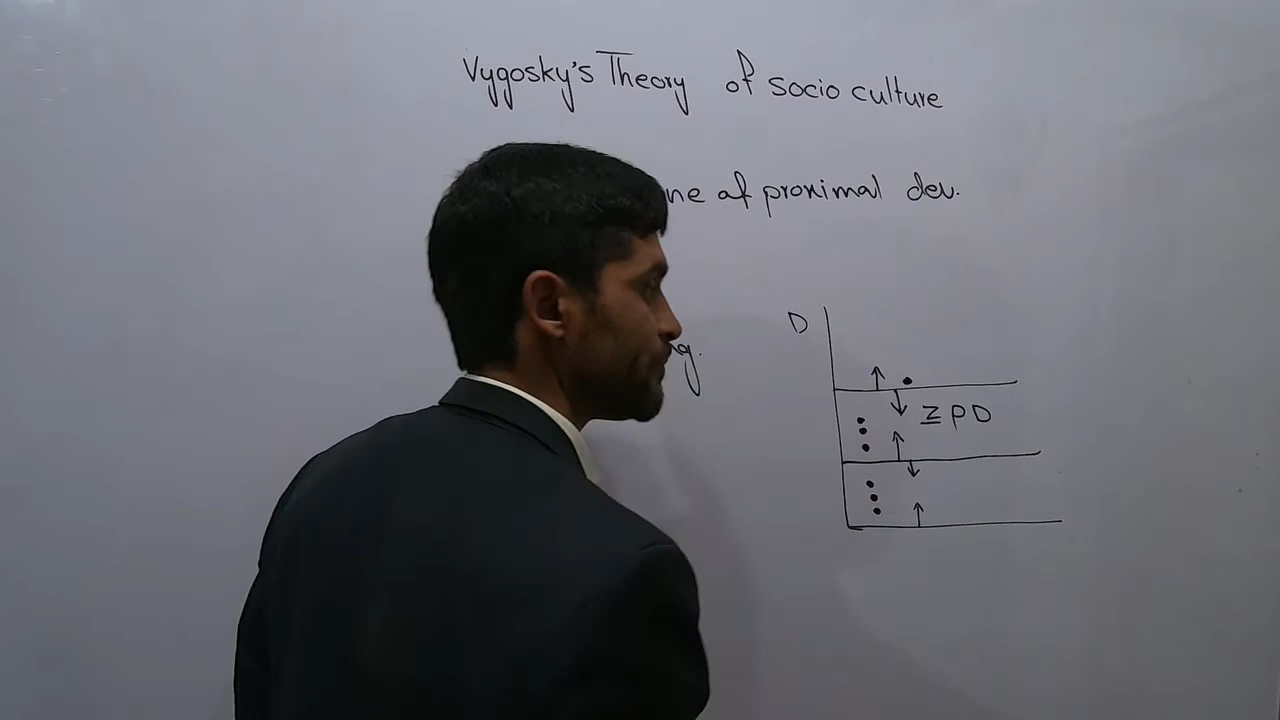 Vygosky's Theory of socio culture
ne of proximal dev.
D
ZPD